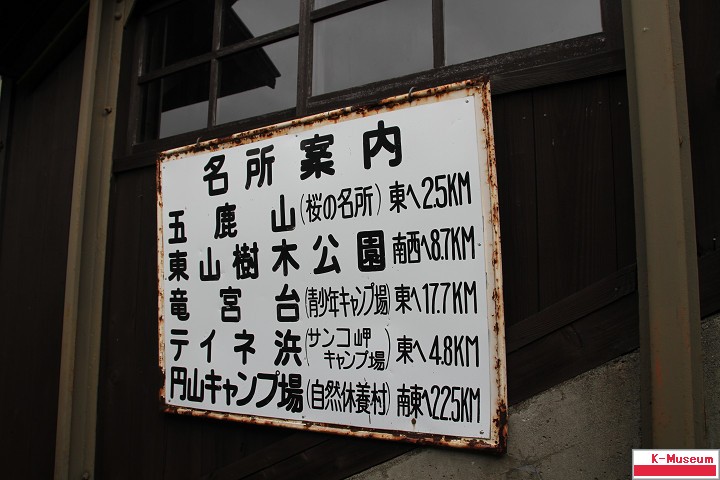 名所案内
五鹿山(桜の名所)東へ2.5KM
東山樹木公園 南西へ8.7KM
竜宮台(青少年キャンプ場)東へ17.7KM
テイネ浜(サンゴ岬キャンプ場)東へ4.8KM
円山キャンプ場(自然休養村)南東へ22.5KM
K-Museum